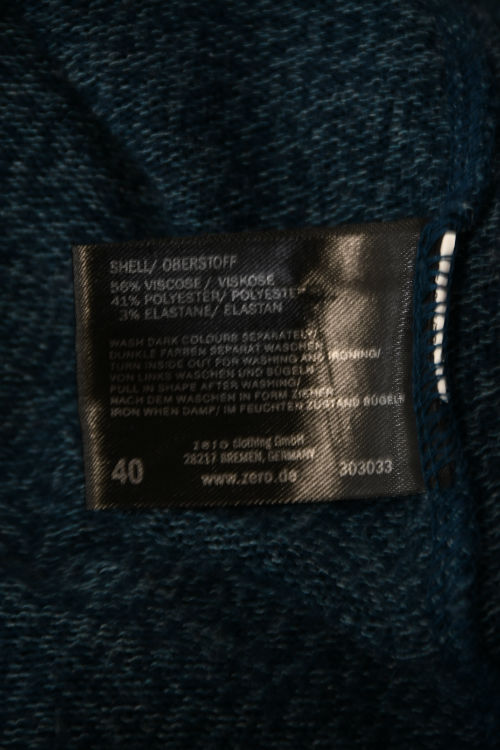 SHELL/ OBERSTOFF
56% VISCOSE / VISKOSE
41% POLYESTER/ POLYESTER
3% ELASTANE/ ELASTAN
WASH DARK COLOURS SEPARATELY/
DUNKLE FARBEN SEPARAT WASCHEN
TURN INSIDE OUT FOR WASHING AND IRONING/
VON LINKS WASCHEN UND BÜGELN
PULL IN SHAPE AFTER WASHING/
NACH DEM WASCHEN IN FORM ZIEHEN
IRON WHEN DAMP/ IM FEUCHTEN ZUSTAND BÜGELN
zero clothing GmbH
28217 BREMEN, GERMANY
40 www.zero.de 303033